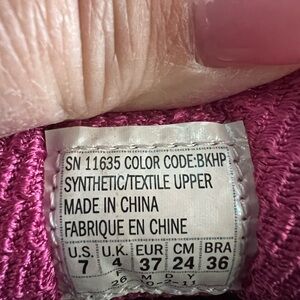 SN 11635 COLOR CODE:BKHP
SYNTHETIC/TEXTILE UPPER
MADE IN CHINA
FABRIQUE EN CHINE
U.S. U.K. EUR CM BRA
7 4 37 24 36
F M D Y